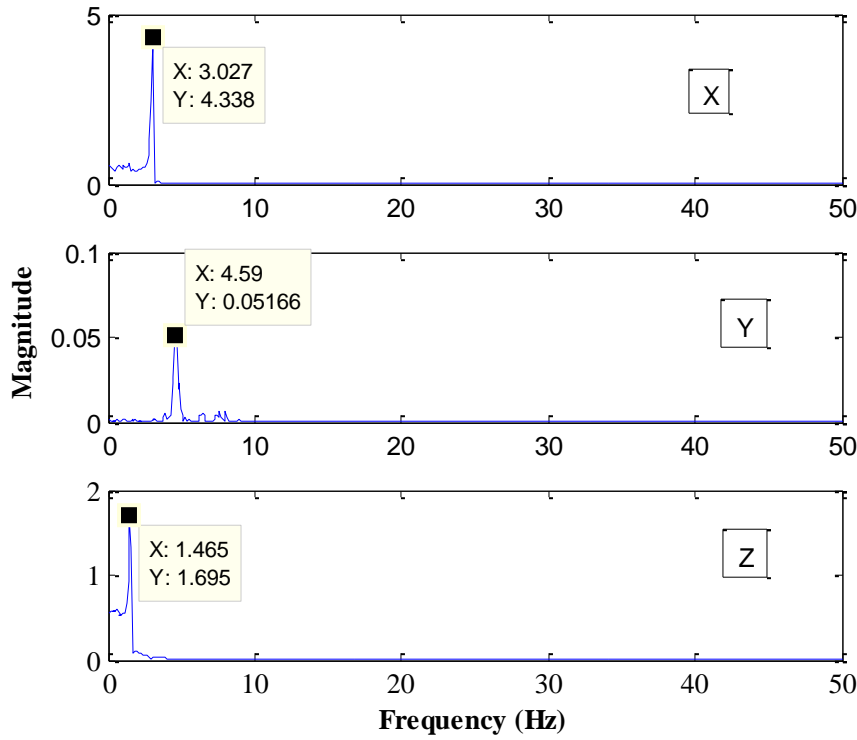 5
X: 3.027
Y: 4.338
X
0
0 10 20 30 40 50
0.1
X: 4.59
Y: 0.05166
0.05
Y
0
0 10 20 30 40 50
Magnitude
2
X: 1.465
Y: 1.695
Z
1
0
0 10 20 30 40 50
Frequency (Hz)